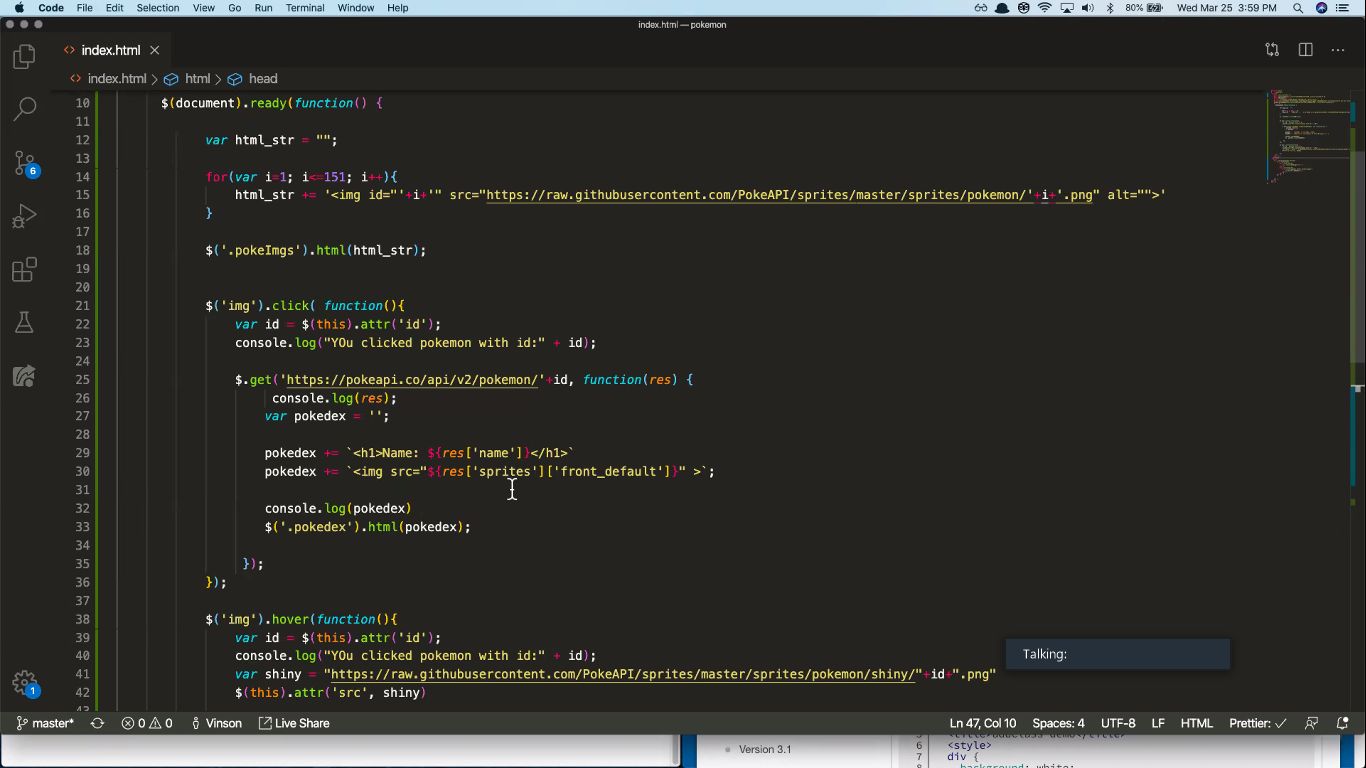 Code File Edit Selection View Go Run Terminal Window Help 80% Wed Mar 25 3:59 PM
index.html — pokemon
index.html
index.html > html > head
10 $(document).ready(function() {
11
12 var html_str = "";
13
14 for(var i=1; i<=151; i++){
15 html_str += '<img id="'+i+'" src="https://raw.githubusercontent.com/PokeAPI/sprites/master/sprites/pokemon/'+i+'.png" alt="">'
16 }
17
18 $('.pokeImgs').html(html_str);
19
20
21 $('img').click( function(){
22 var id = $(this).attr('id');
23 console.log("YOu clicked pokemon with id:" + id);
24
25 $.get('https://pokeapi.co/api/v2/pokemon/'+id, function(res) {
26 console.log(res);
27 var pokedex = '';
28
29 pokedex += `<h1>Name: ${res['name']}</h1>`
30 pokedex += `<img src="${res['sprites']['front_default']}" >`;
31
32 console.log(pokedex)
33 $('.pokedex').html(pokedex);
34
35 });
36 });
37
38 $('img').hover(function(){
39 var id = $(this).attr('id');
40 console.log("YOu clicked pokemon with id:" + id);
41 var shiny = "https://raw.githubusercontent.com/PokeAPI/sprites/master/sprites/pokemon/shiny/"+id+".png"
42 $(this).attr('src', shiny)
6
Talking:
1
master* 0 0 Vinson Live Share Ln 47, Col 10 Spaces: 4 UTF-8 LF HTML Prettier: ✓
Version 3.1
6 <style>
7 div {